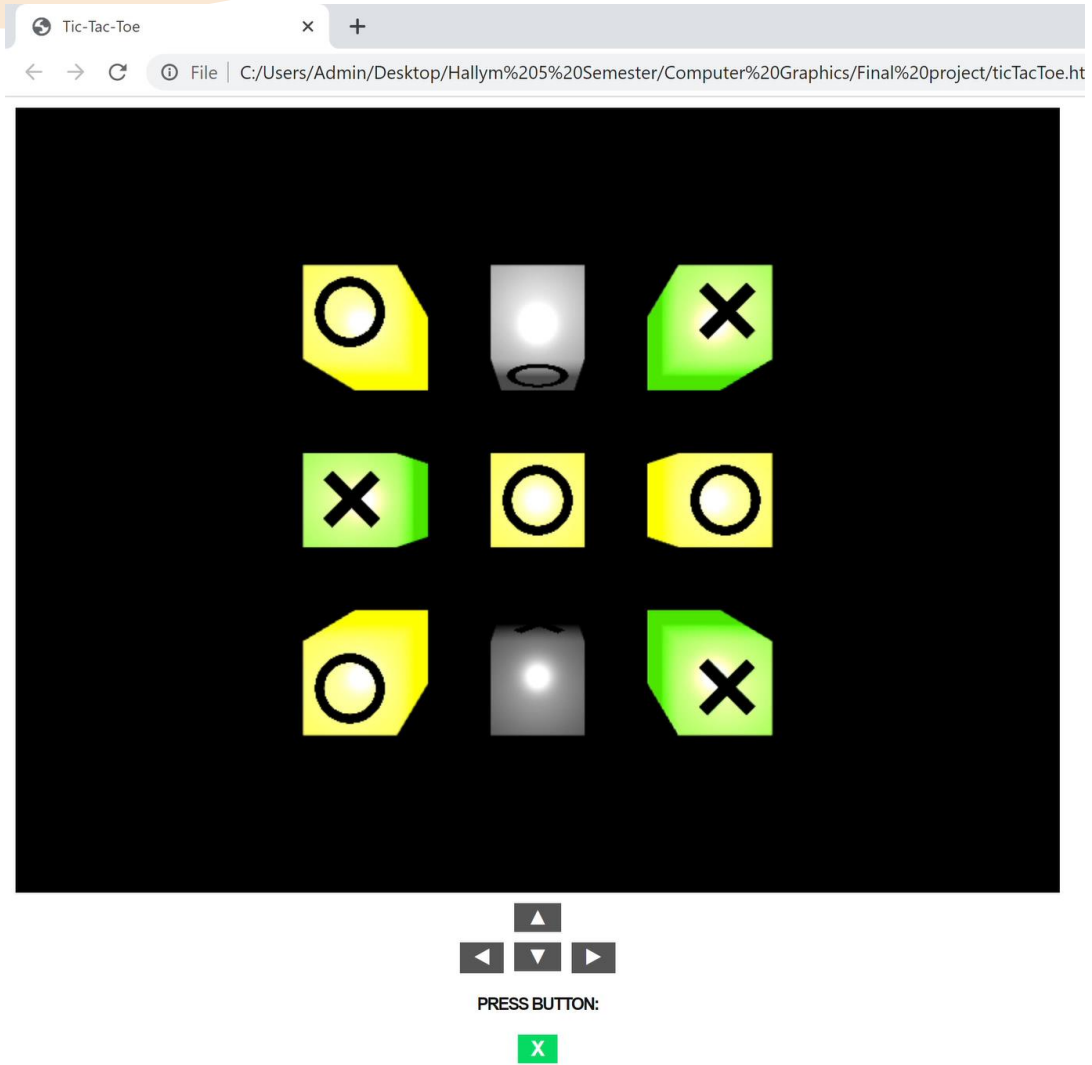 Tic-Tac-Toe
File C:/Users/Admin/Desktop/Hallym%205%20Semester/Computer%20Graphics/Final%20project/ticTacToe.ht
O X
X O O
O X
PRESS BUTTON:
X